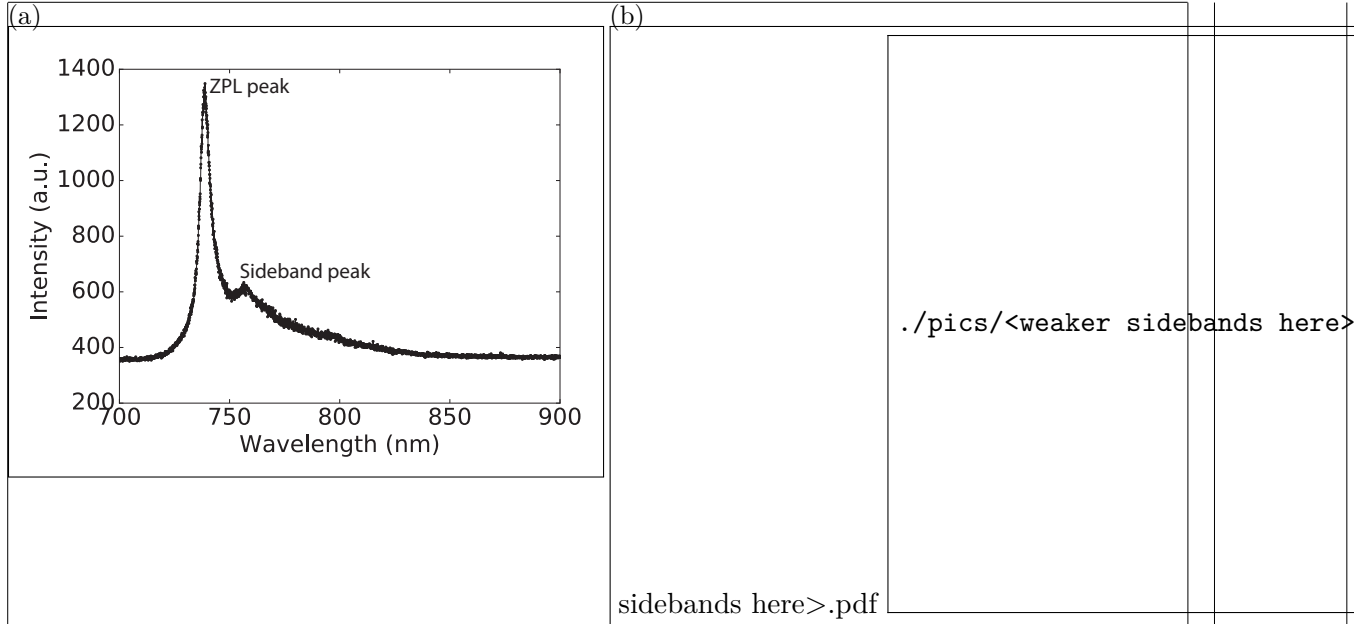 (a)
(b)
1400
1200
1000
800
600
400
200
Intensity (a.u.)
ZPL peak
Sideband peak
700 750 800 850 900
Wavelength (nm)
./pics/<weaker sidebands here>
sidebands here>.pdf